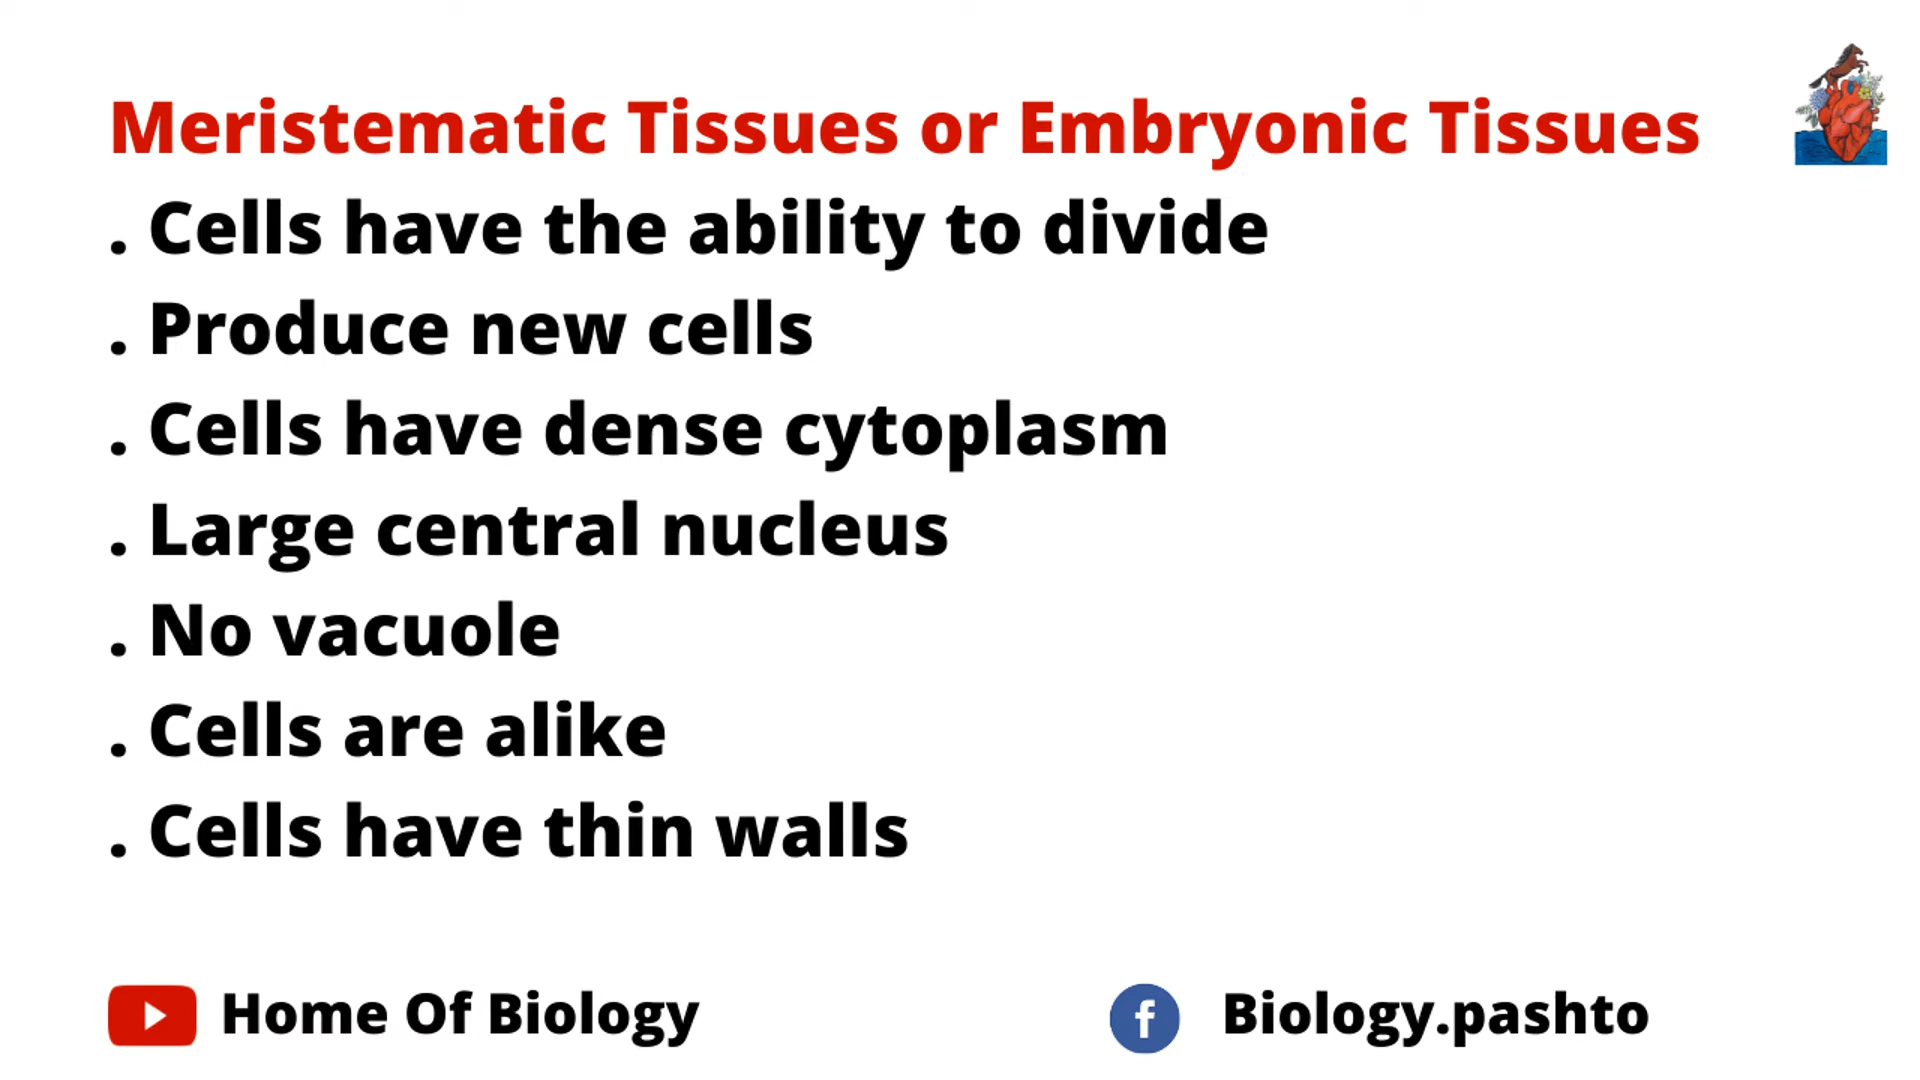 Meristematic Tissues or Embryonic Tissues
. Cells have the ability to divide
. Produce new cells
. Cells have dense cytoplasm
. Large central nucleus
. No vacuole
. Cells are alike
. Cells have thin walls
Home Of Biology
Biology.pashto